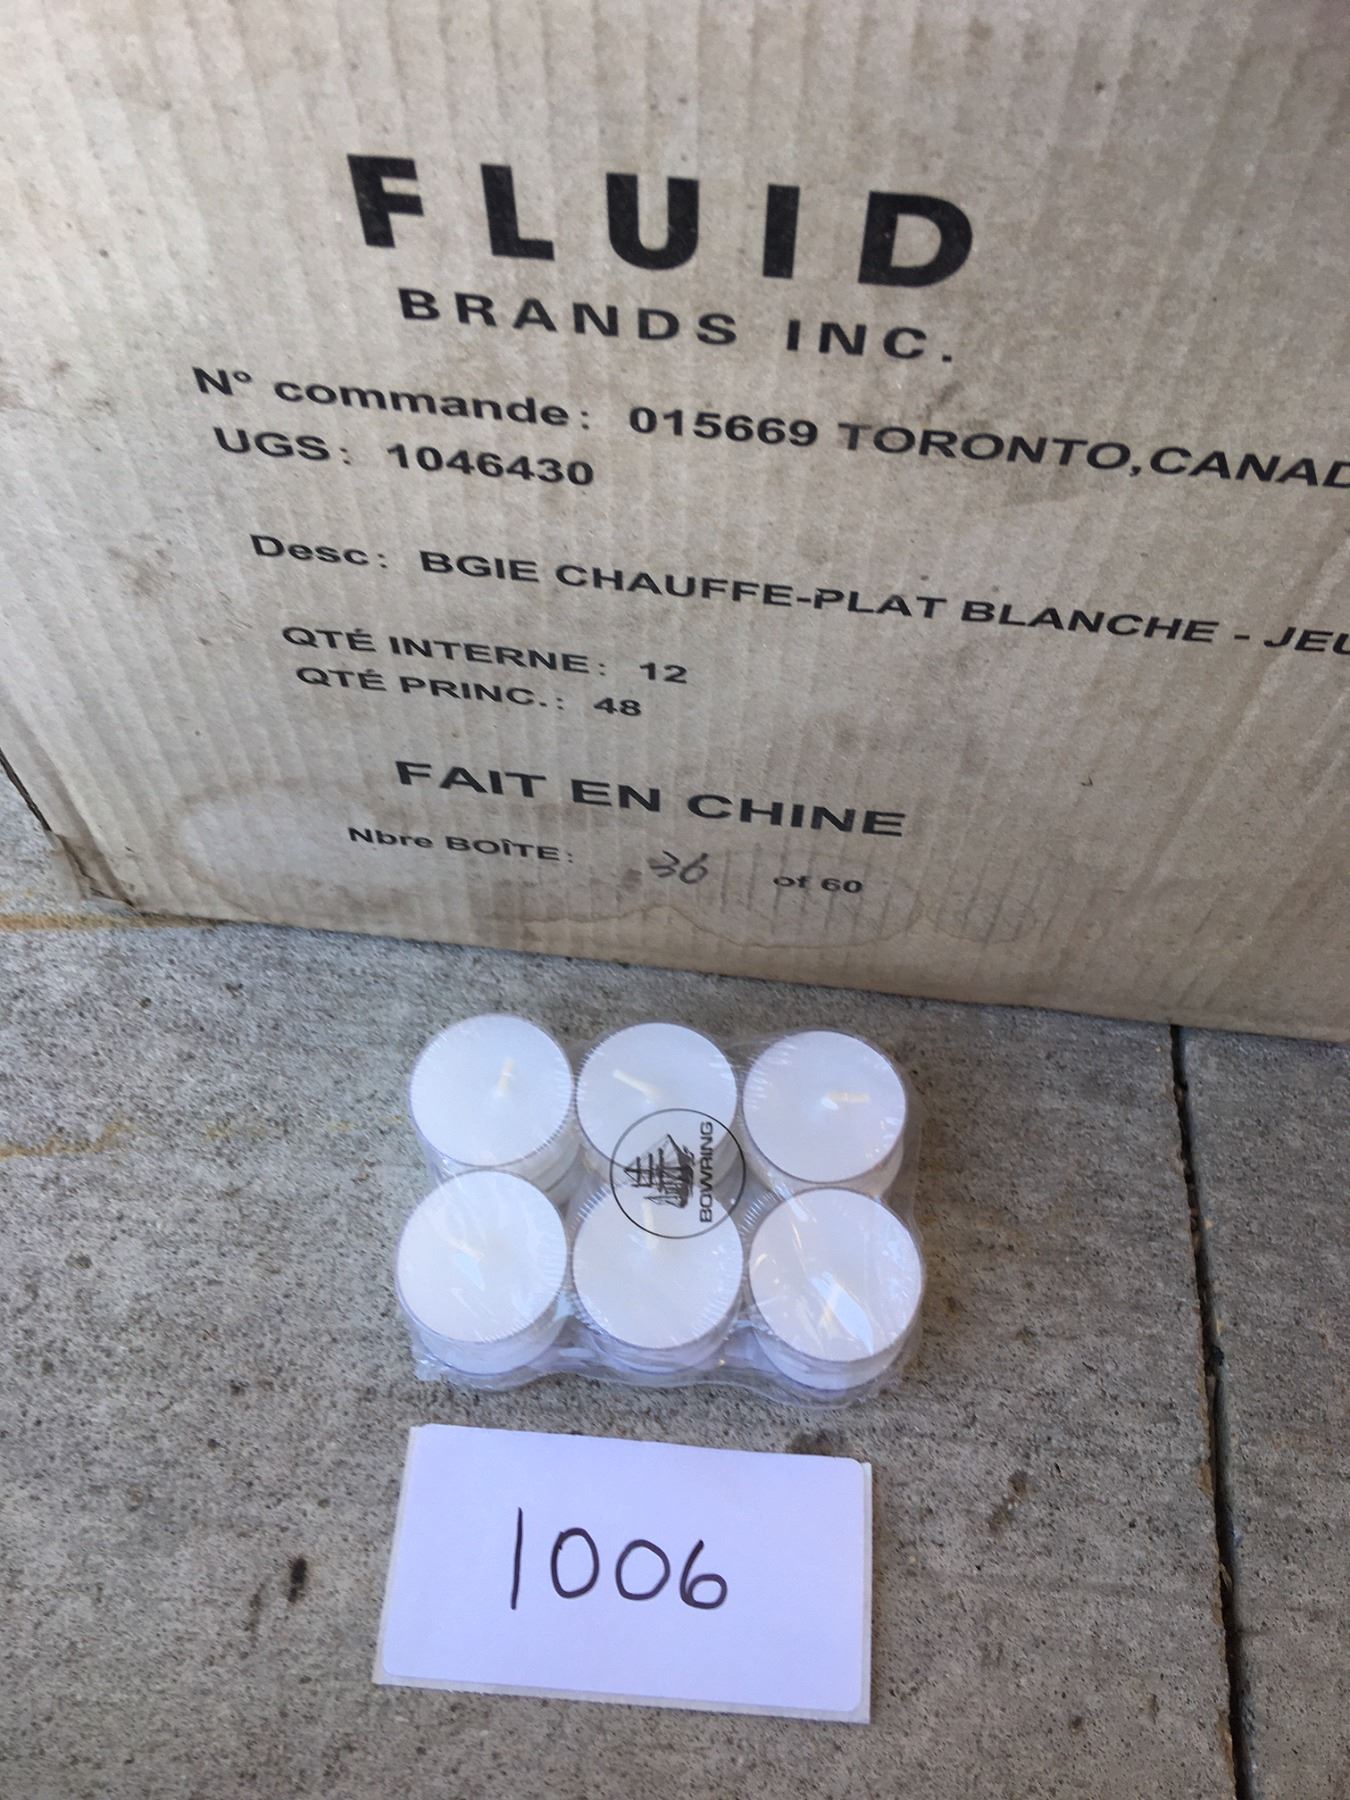 FLUID
BRANDS INC.
N° commande: 015669 TORONTO,CANAD
UGS: 1046430
Desc: BGIE CHAUFFE-PLAT BLANCHE - JEU
QTÉ INTERNE: 12
QTÉ PRINC.: 48
FAIT EN CHINE
Nbre BOÎTE: 36 of 60
BOWRING
1006